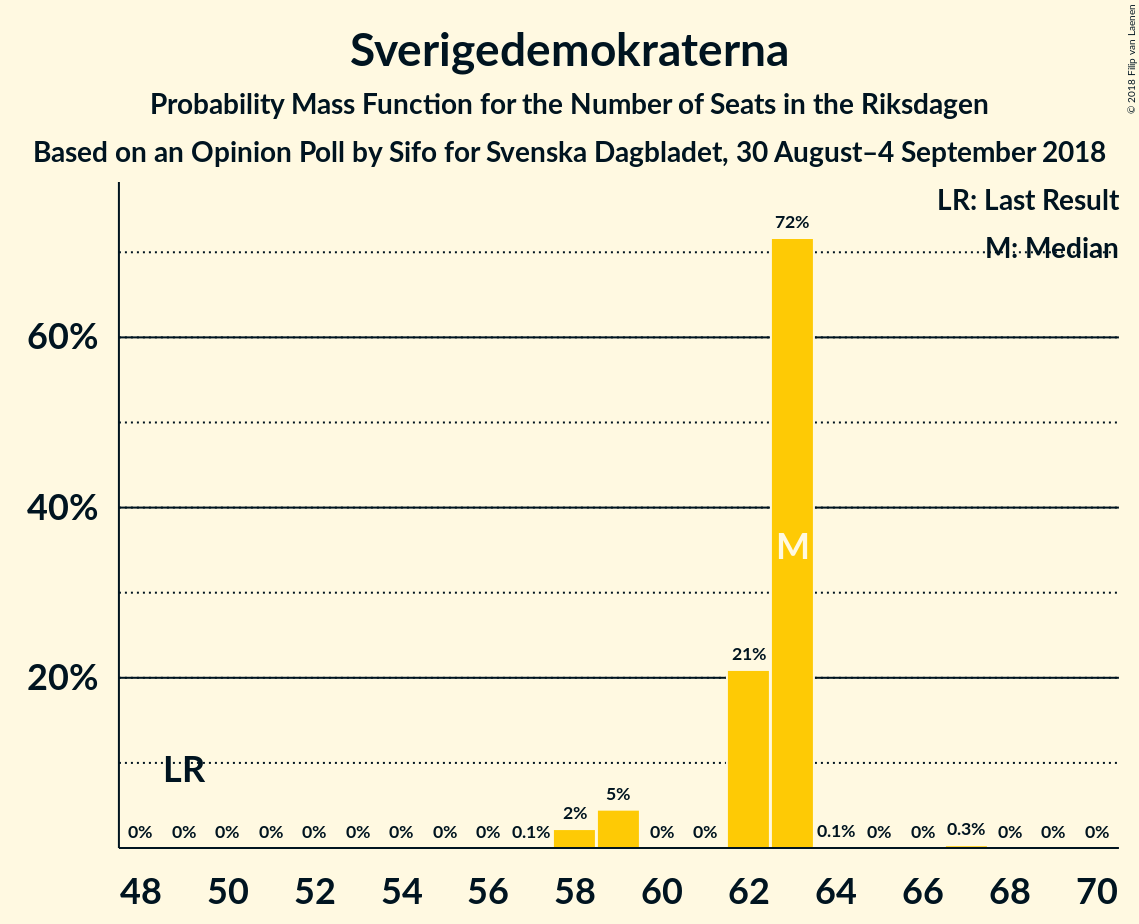 Sverigedemokraterna
Probability Mass Function for the Number of Seats in the Riksdagen
Based on an Opinion Poll by Sifo for Svenska Dagbladet, 30 August–4 September 2018
© 2018 Filip van Laenen
LR: Last Result
M: Median
72%
60%
40%
M
21%
20%
LR
5%
2%
0% 0% 0% 0% 0% 0% 0% 0% 0% 0.1% 0% 0% 0.1% 0% 0% 0.3% 0% 0% 0%
48 50 52 54 56 58 60 62 64 66 68 70